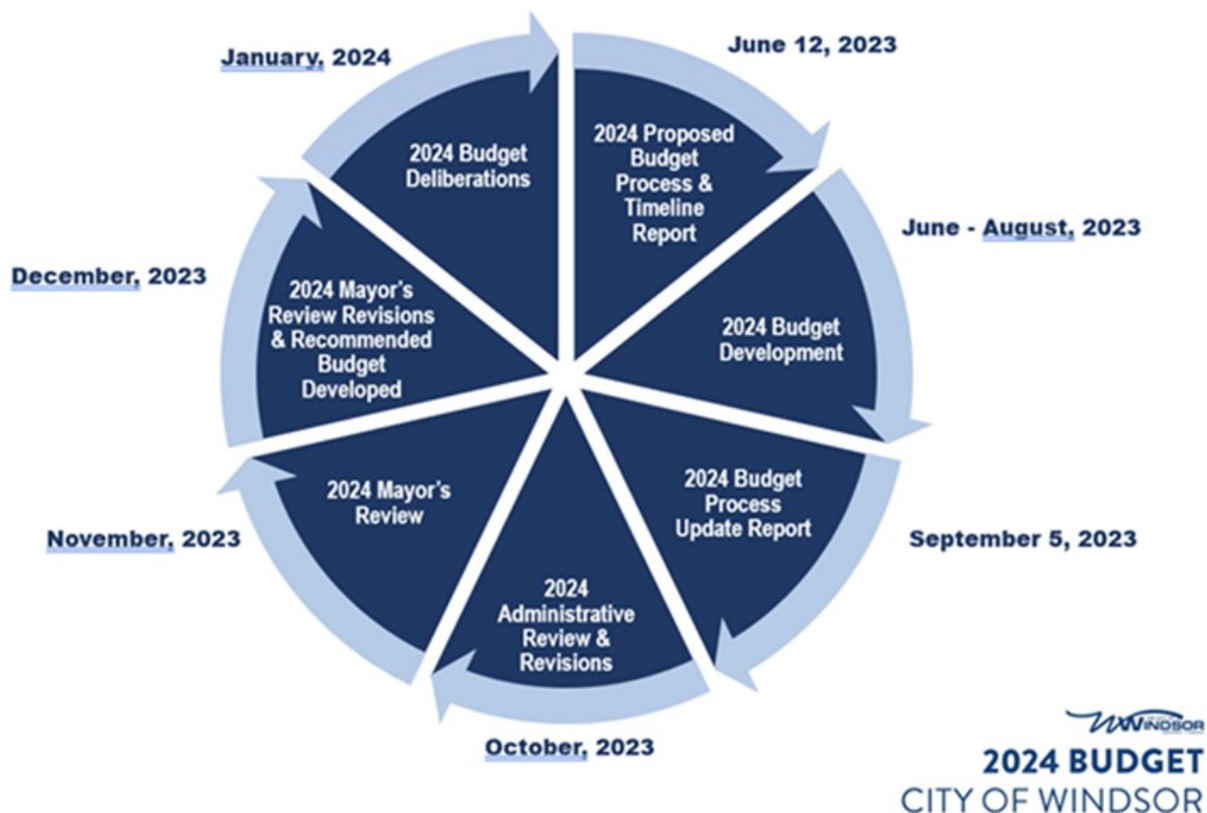 June 12, 2023
2024 Proposed
Budget
Process &
Timeline
Report
June - August, 2023
2024 Budget
Development
September 5, 2023
2024 Budget
Process
Update Report
October, 2023
2024
Administrative
Review &
Revisions
November, 2023
2024 Mayor's
Review
December, 2023
2024 Mayor's
Review Revisions
& Recommended
Budget
Developed
January, 2024
2024 Budget
Deliberations
WINDSOR
2024 BUDGET
CITY OF WINDSOR